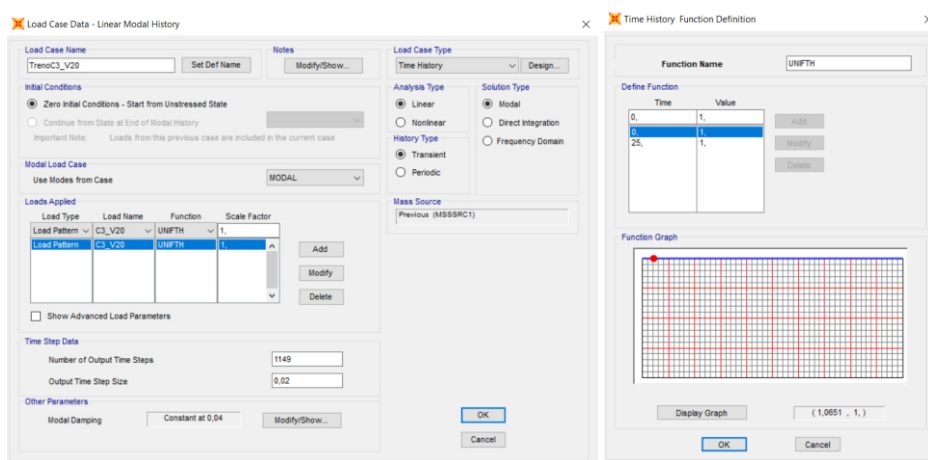 Load Case Data - Linear Modal History
Load Case Name
TrenoC3_V20
Set Def Name
Notes
Modify/Show...
Load Case Type
Time History
Design...
Initial Conditions
Zero Initial Conditions - Start from Unstressed State
Continue from State at End of Modal History
Important Note: Loads from this previous case are included in the current case
Analysis Type
Linear
Nonlinear
Solution Type
Modal
Direct Integration
Frequency Domain
History Type
Transient
Periodic
Modal Load Case
Use Modes from Case
MODAL
Loads Applied
Load Type Load Name Function Scale Factor
Load Pattern C3_V20 UNIFTH 1,
Load Pattern C3_V20 UNIFTH 1,
Add
Modify
Delete
Show Advanced Load Parameters
Mass Source
Previous (MSSSRC1)
Time Step Data
Number of Output Time Steps 1149
Output Time Step Size 0,02
Other Parameters
Modal Damping Constant at 0,04 Modify/Show...
OK
Cancel
Time History Function Definition
Function Name UNIFTH
Define Function
Time Value
0, 1,
0, 1,
25, 1,
Add
Modify
Delete
Function Graph
Display Graph (1,0651 , 1,)
OK Cancel